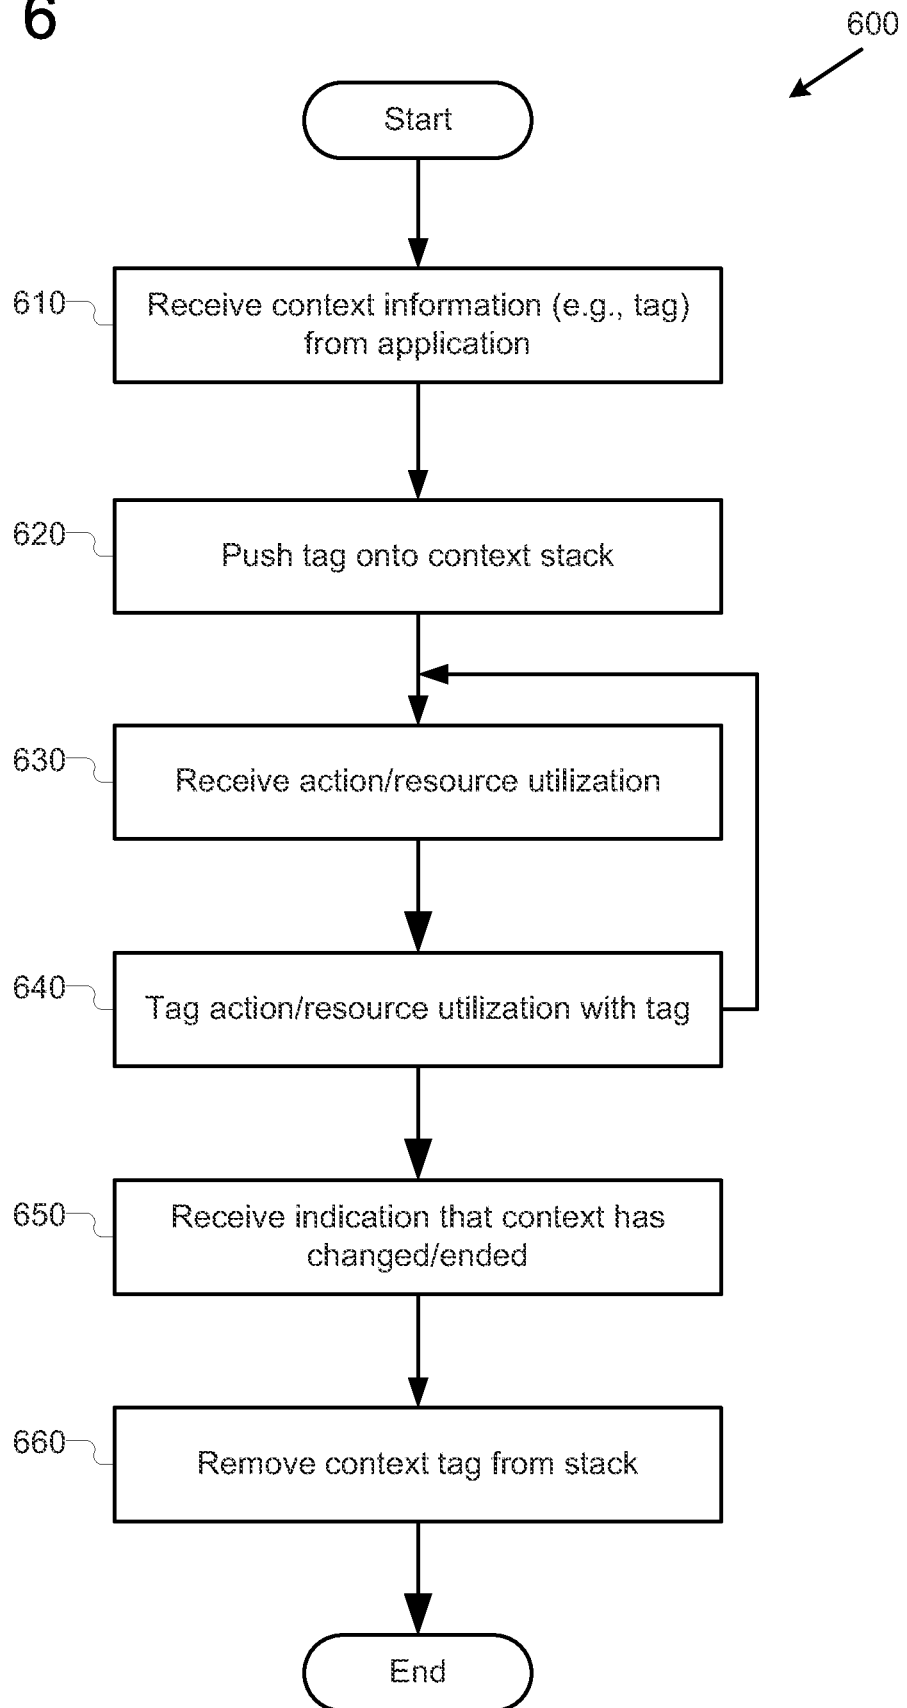 6
600
Start
610
Receive context information (e.g., tag)
from application
620
Push tag onto context stack
630
Receive action/resource utilization
640
Tag action/resource utilization with tag
650
Receive indication that context has
changed/ended
660
Remove context tag from stack
End